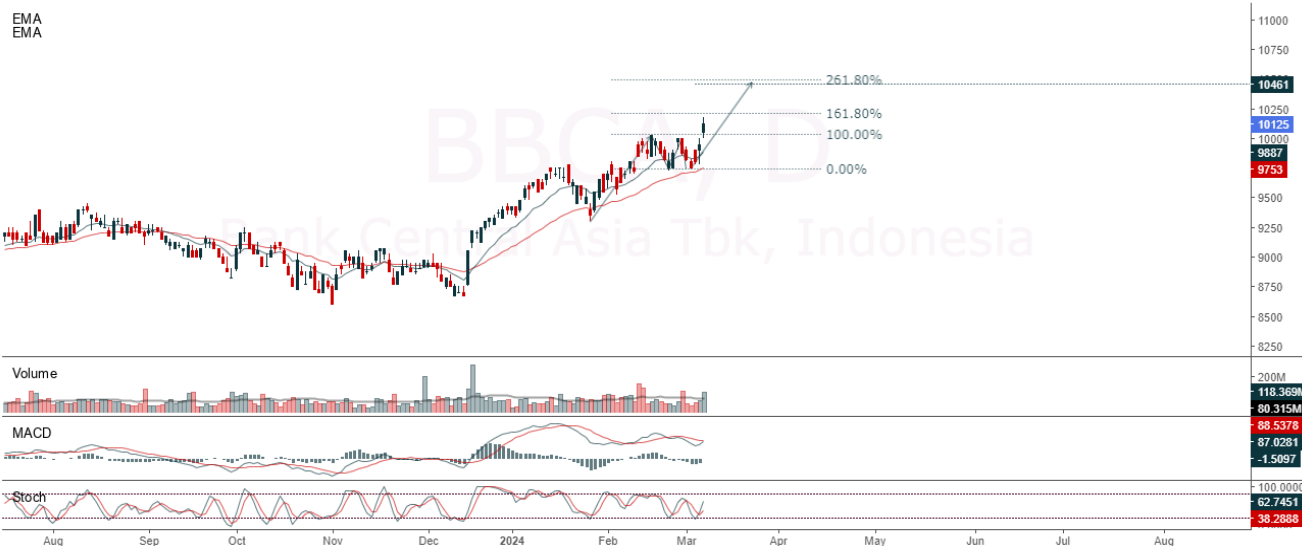 EMA
EMA
BBCA, D
Bank Central Asia Tbk., Indonesia
261.80%
161.80%
100.00%
0.00%
11000
10750
10461
10250
10125
10000
9887
9753
9500
9250
9000
8750
8500
8250
Volume
200M
118.369M
80.315M
MACD
88.5378
87.0281
-1.5097
Stoch
100.0000
62.7451
38.2888
Aug Sep Oct Nov Dec 2024 Feb Mar Apr May Jun Jul Aug